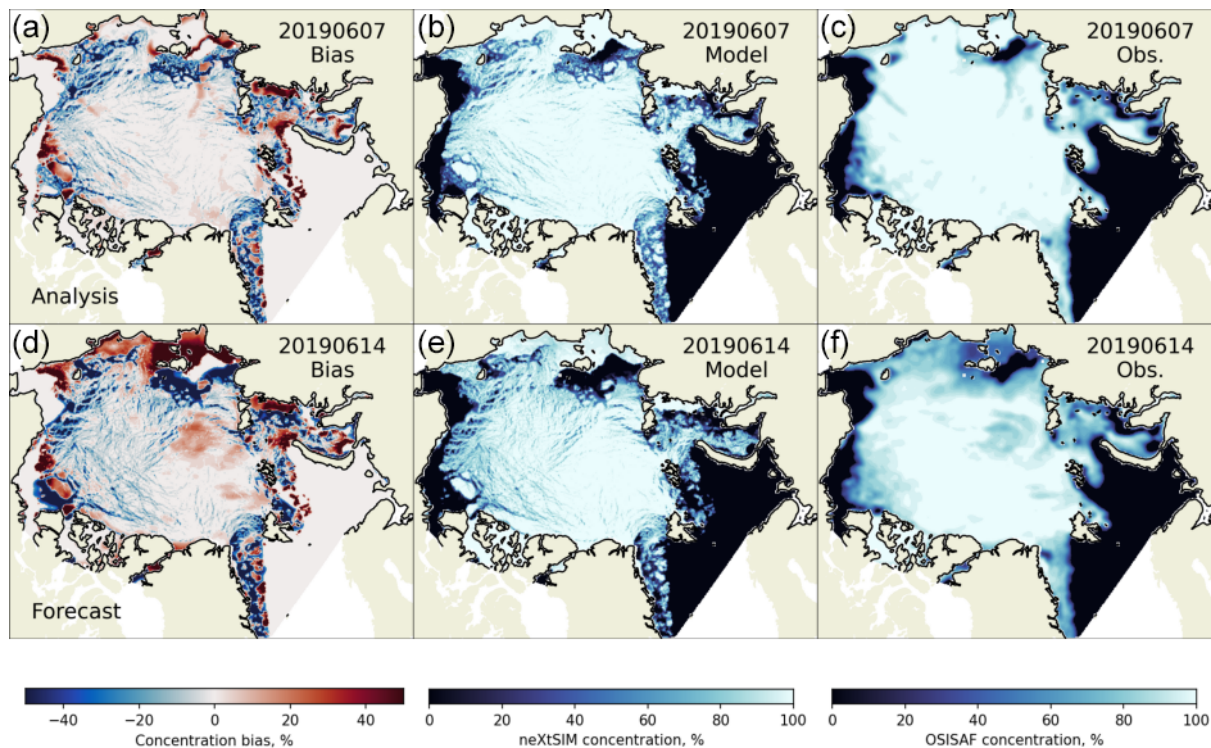 (a)
20190607
Bias
Analysis
(b)
20190607
Model
(c)
20190607
Obs.
(d)
20190614
Bias
Forecast
(e)
20190614
Model
(f)
20190614
Obs.
−40 −20 0 20 40
Concentration bias, %
0 20 40 60 80 100
neXtSIM concentration, %
0 20 40 60 80 100
OSISAF concentration, %